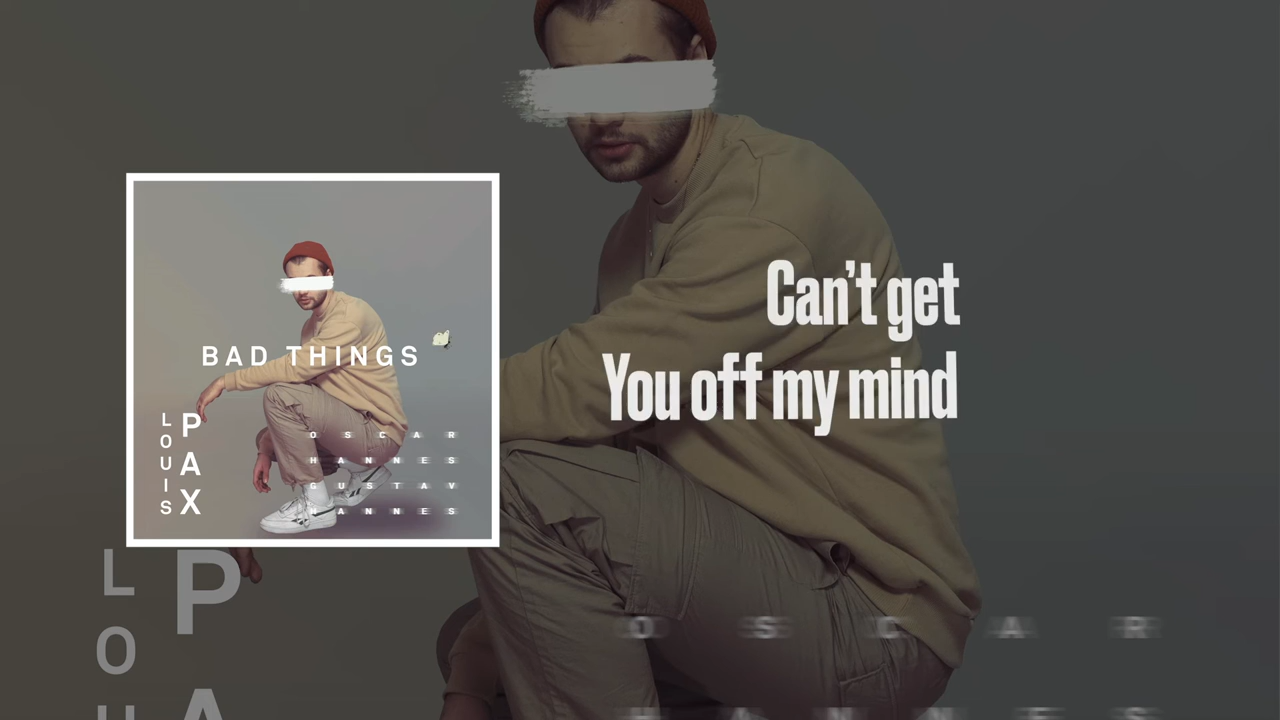 BAD THINGS
LOUIS
PAX
OSCAR
HANNES
GUSTAV
HANNES
Can't get
You off my mind
L
O
U
P
A
O S C A R
H A N N E S